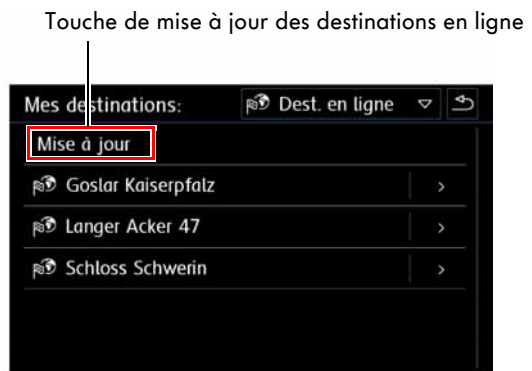 Touche de mise à jour des destinations en ligne
Mes destinations: Dest. en ligne
Mise à jour
Goslar Kaiserpfalz
Langer Acker 47
Schloss Schwerin